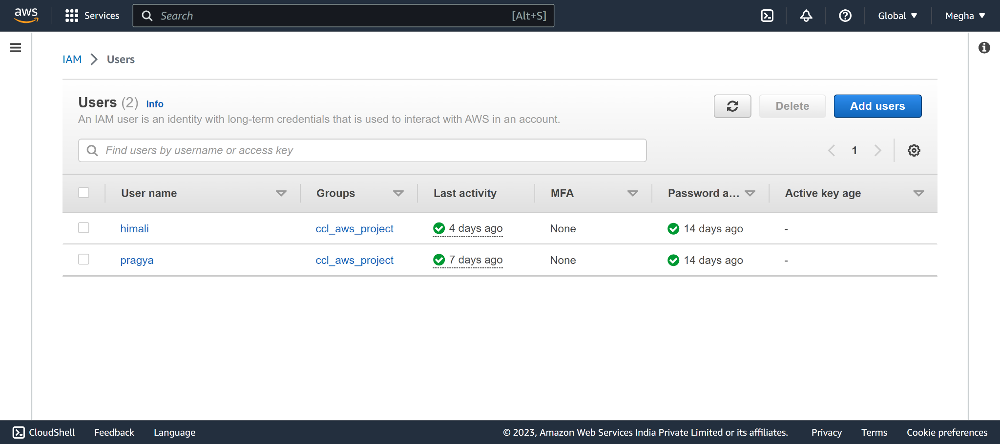 aws Services Search [Alt+S] Global Megha
IAM Users
Users (2) Info
An IAM user is an identity with long-term credentials that is used to interact with AWS in an account.
Delete Add users
Find users by username or access key 1
User name Groups Last activity MFA Password a... Active key age
himali ccl_aws_project 4 days ago None 14 days ago -
pragya ccl_aws_project 7 days ago None 14 days ago -
CloudShell Feedback Language © 2023, Amazon Web Services India Private Limited or its affiliates. Privacy Terms Cookie preferences